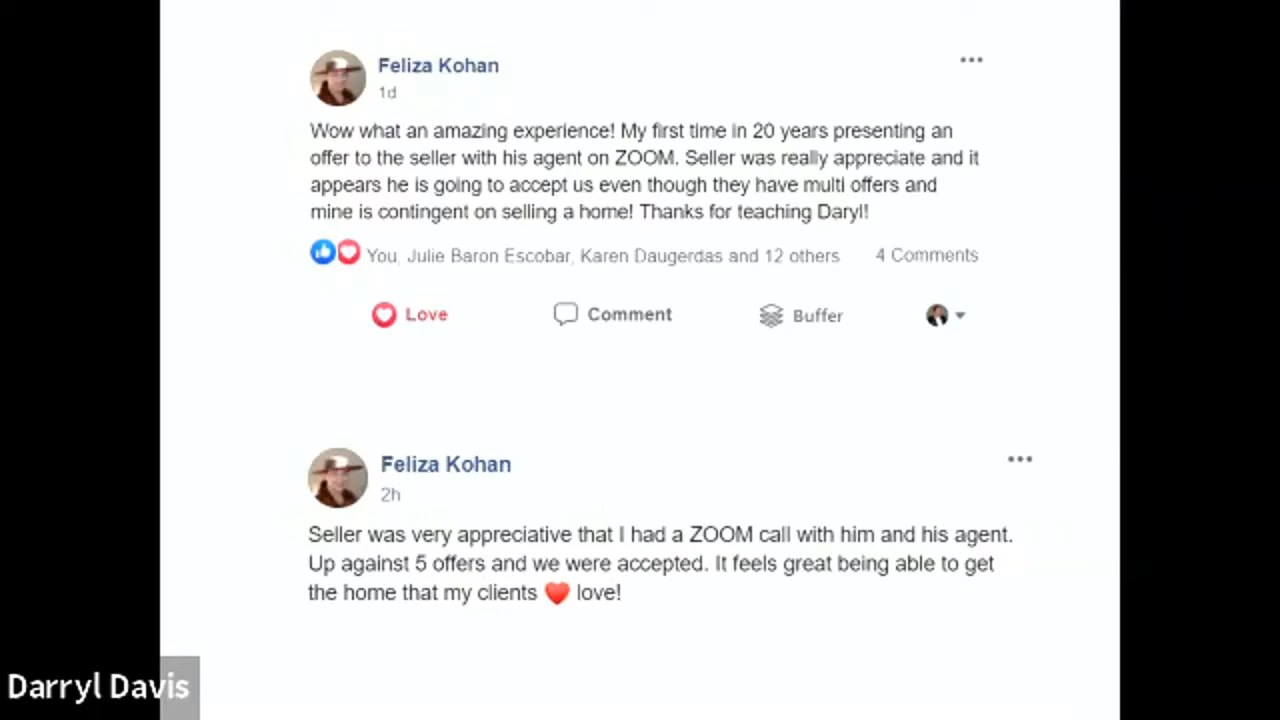 Feliza Kohan
1d
Wow what an amazing experience! My first time in 20 years presenting an
offer to the seller with his agent on ZOOM. Seller was really appreciate and it
appears he is going to accept us even though they have multi offers and
mine is contingent on selling a home! Thanks for teaching Daryl!
You, Julie Baron Escobar, Karen Daugerdas and 12 others 4 Comments
Love Comment Buffer
Feliza Kohan
2h
Seller was very appreciative that I had a ZOOM call with him and his agent.
Up against 5 offers and we were accepted. It feels great being able to get
the home that my clients ❤️ love!
Darryl Davis